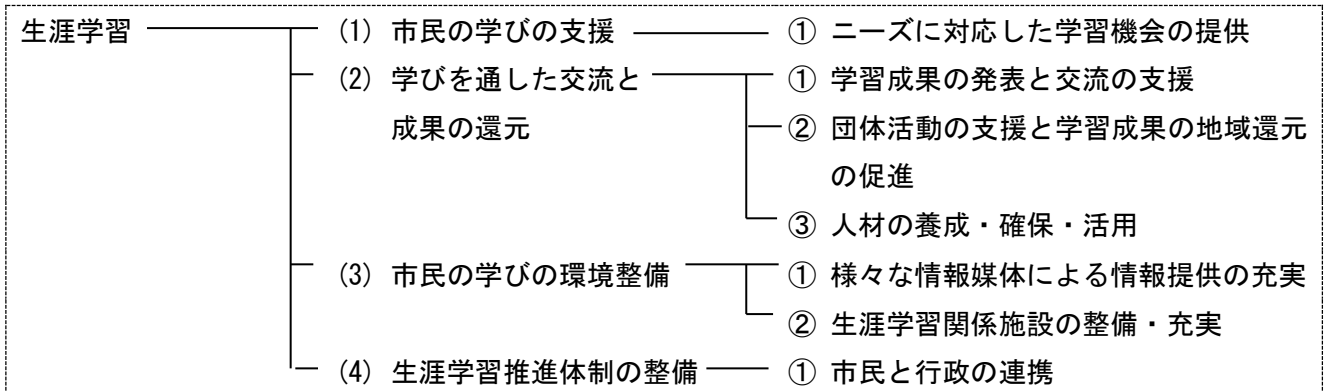 生涯学習 (1) 市民の学びの支援 ① ニーズに対応した学習機会の提供
(2) 学びを通した交流と ① 学習成果の発表と交流の支援
成果の還元 ② 団体活動の支援と学習成果の地域還元
の促進
③ 人材の養成・確保・活用
(3) 市民の学びの環境整備 ① 様々な情報媒体による情報提供の充実
② 生涯学習関係施設の整備・充実
(4) 生涯学習推進体制の整備 ① 市民と行政の連携